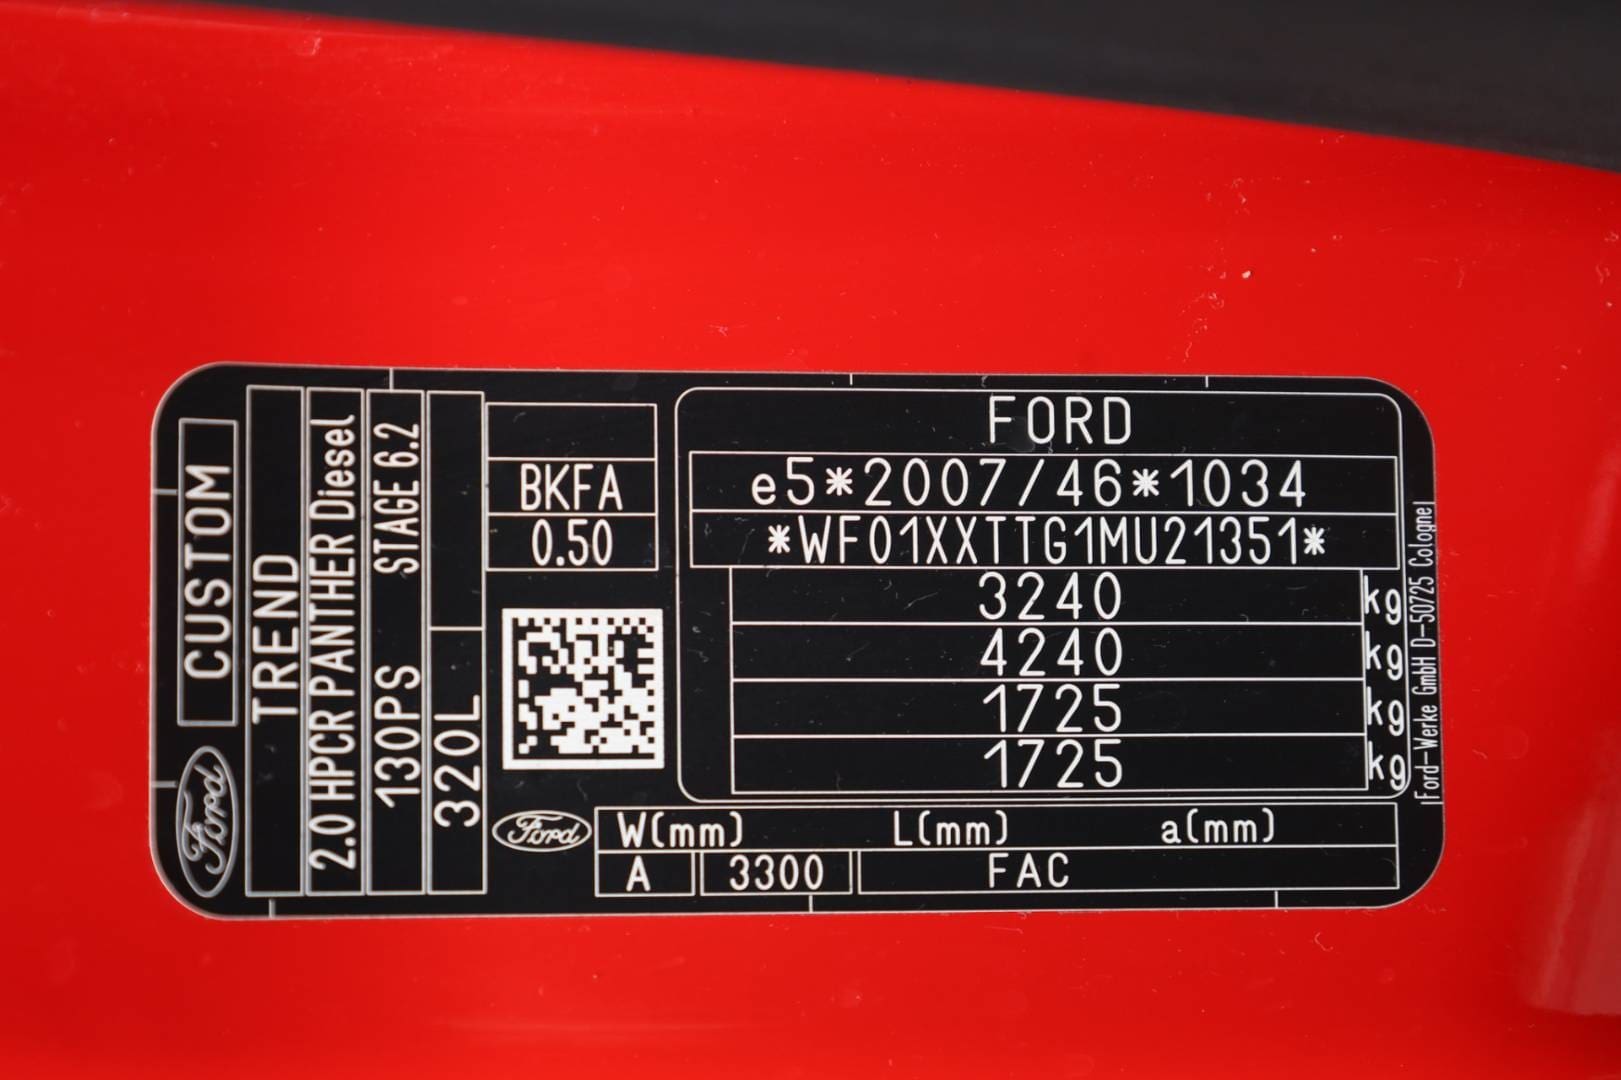 Ford
CUSTOM
TREND
2.0 HPCR PANTHER Diesel
130PS STAGE 6.2
320L
BKFA
0.50
FORD
e5*2007/46*1034
*WF01XXTTG1MU21351*
3240 kg
4240 kg
1725 kg
1725 kg
Ford-Werke GmbH D-50725 Cologne
Ford
W(mm) L(mm) a(mm)
A 3300 FAC